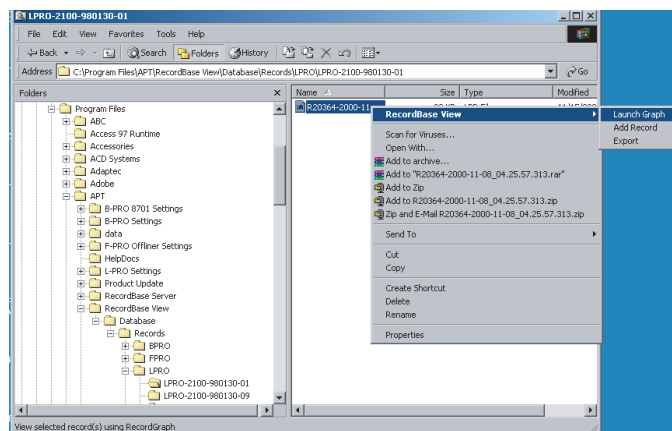 LPRO-2100-980130-01
File Edit View Favorites Tools Help
Back Search Folders History
Address C:\Program Files\APT\RecordBase View\Database\Records\LPRO\LPRO-2100-980130-01 Go
Folders
Name Size Type Modified
Program Files
ABC
Access 97 Runtime
Accessories
ACD Systems
Adaptec
Adobe
APT
B-PRO 8701 Settings
B-PRO Settings
data
F-PRO Offliner Settings
HelpDocs
L-PRO Settings
Product Update
RecordBase Server
RecordBase View
Database
Records
BPRO
FPRO
LPRO
LPRO-2100-980130-01
LPRO-2100-980130-09
R20364-2000-11
RecordBase View
Scan for Viruses...
Open With...
Add to archive...
Add to "R20364-2000-11-08_04.25.57.313.rar"
Add to Zip
Add to R20364-2000-11-08_04.25.57.313.zip
Zip and E-Mail R20364-2000-11-08_04.25.57.313.zip
Send To
Cut
Copy
Create Shortcut
Delete
Rename
Properties
Launch Graph
Add Record
Export
View selected record(s) using RecordGraph